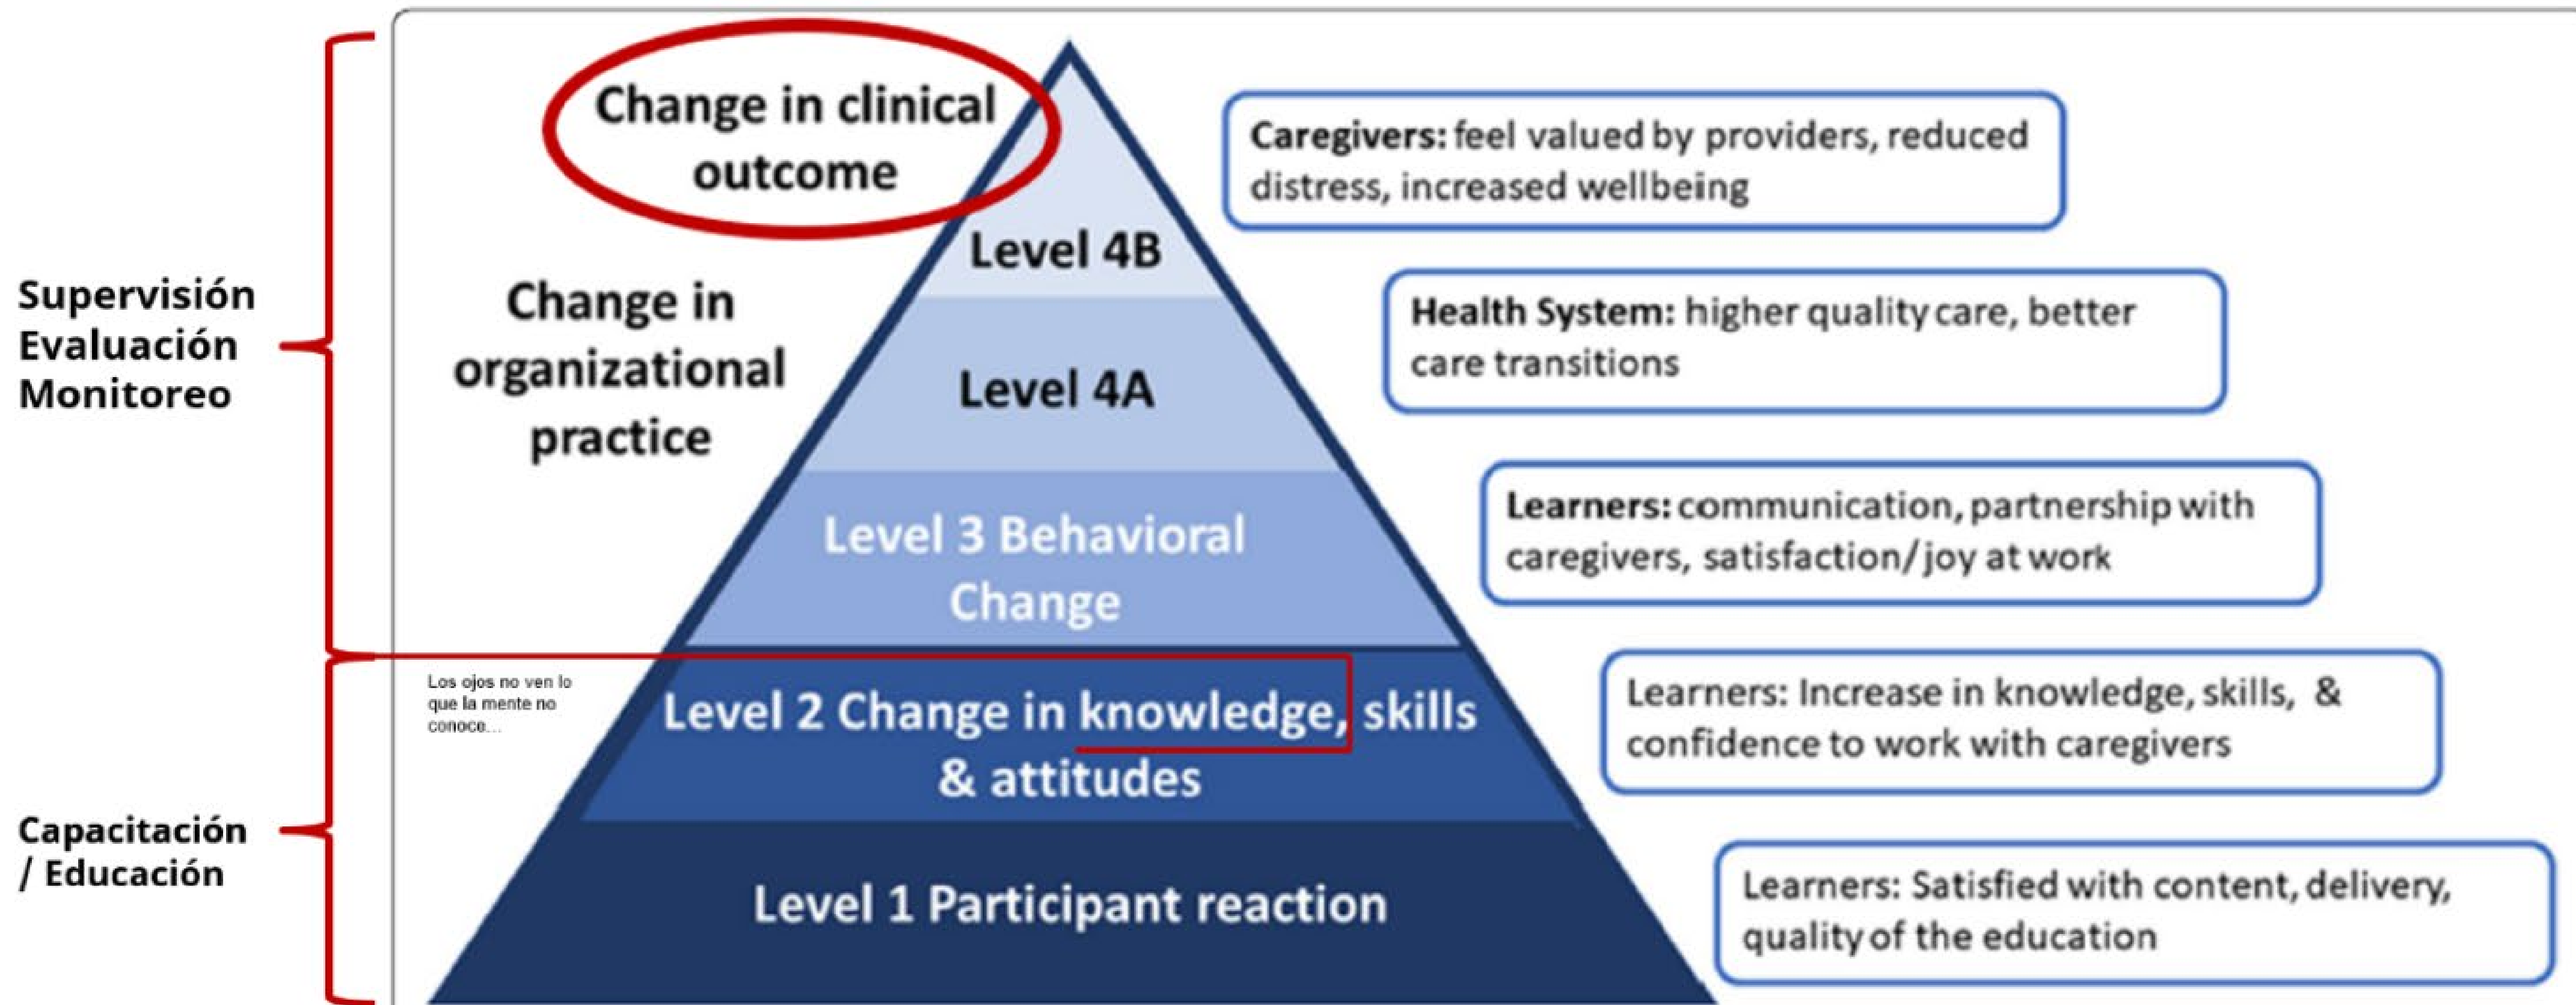 Supervisión
Evaluación
Monitoreo
Capacitación
/ Educación
Change in clinical
outcome
Change in
organizational
practice
Los ojos no ven lo
que la mente no
conoce...
Level 4B
Level 4A
Level 3 Behavioral
Change
Level 2 Change in knowledge, skills
& attitudes
Level 1 Participant reaction
Caregivers: feel valued by providers, reduced
distress, increased wellbeing
Health System: higher quality care, better
care transitions
Learners: communication, partnership with
caregivers, satisfaction/joy at work
Learners: Increase in knowledge, skills, &
confidence to work with caregivers
Learners: Satisfied with content, delivery,
quality of the education